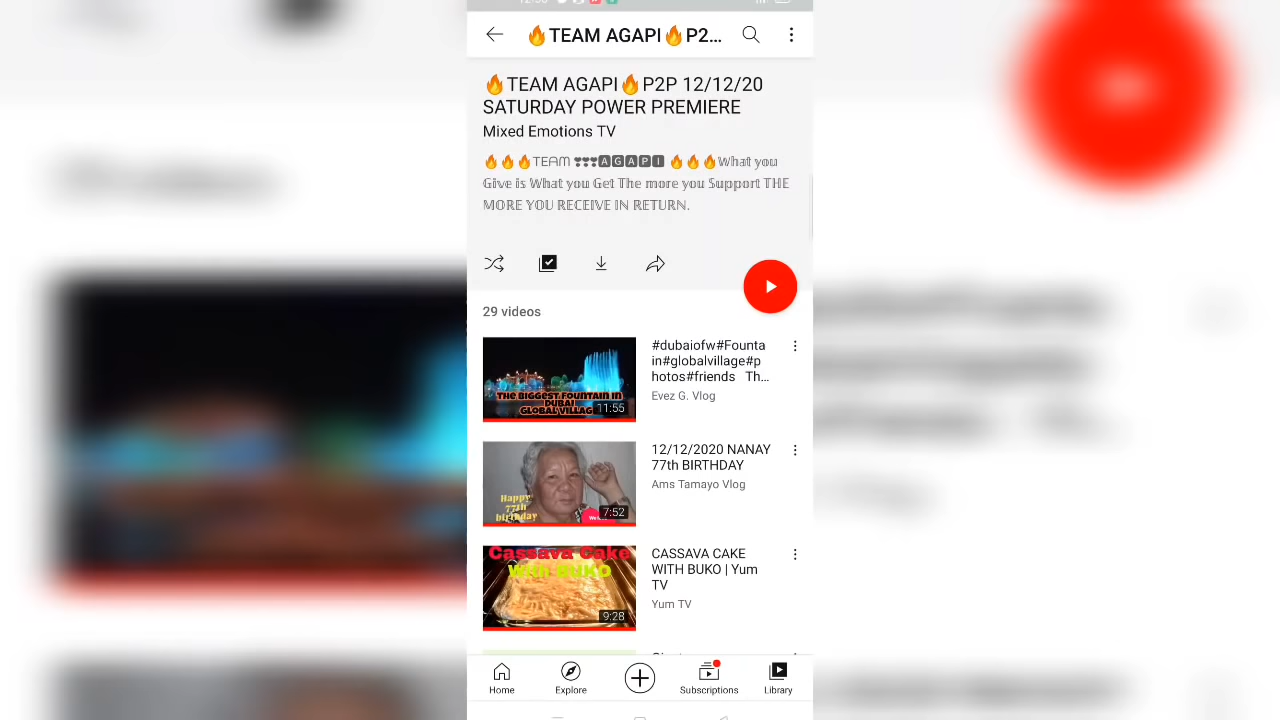 🔥TEAM AGAPI🔥P2...
🔥TEAM AGAPI🔥P2P 12/12/20
SATURDAY POWER PREMIERE
Mixed Emotions TV
🔥🔥🔥TEAM ❣❣❣🅰🅶🅰🅿🅸 🔥🔥🔥𝕎𝕙𝕒𝕥 𝕪𝕠𝕦
𝔾𝕚𝕧𝕖 𝕚𝕤 𝕎𝕙𝕒𝕥 𝕪𝕠𝕦 𝔾𝕖𝕥 𝕋𝕙𝕖 𝕞𝕠𝕣𝕖 𝕪𝕠𝕦 𝕊𝕦𝕡𝕡𝕠𝕣𝕥 𝕋ℍ𝔼
𝕄𝕆ℝ𝔼 𝕐𝕆𝕌 ℝ𝔼ℂ𝔼𝕀𝕍𝔼 𝕀ℕ ℝ𝔼𝕋𝕌ℝℕ.
29 videos
THE BIGGEST FOUNTAIN IN
DUBAI
GLOBAL VILLAG
11:55
#dubaiofw#Founta
in#globalvillage#p
hotos#friends Th...
Evez G. Vlog
Happy
77th
birthday
7:52
12/12/2020 NANAY
77th BIRTHDAY
Ams Tamayo Vlog
Cassava Cake
With BUKO
9:28
CASSAVA CAKE
WITH BUKO | Yum
TV
Yum TV
Home
Explore
Subscriptions
Library